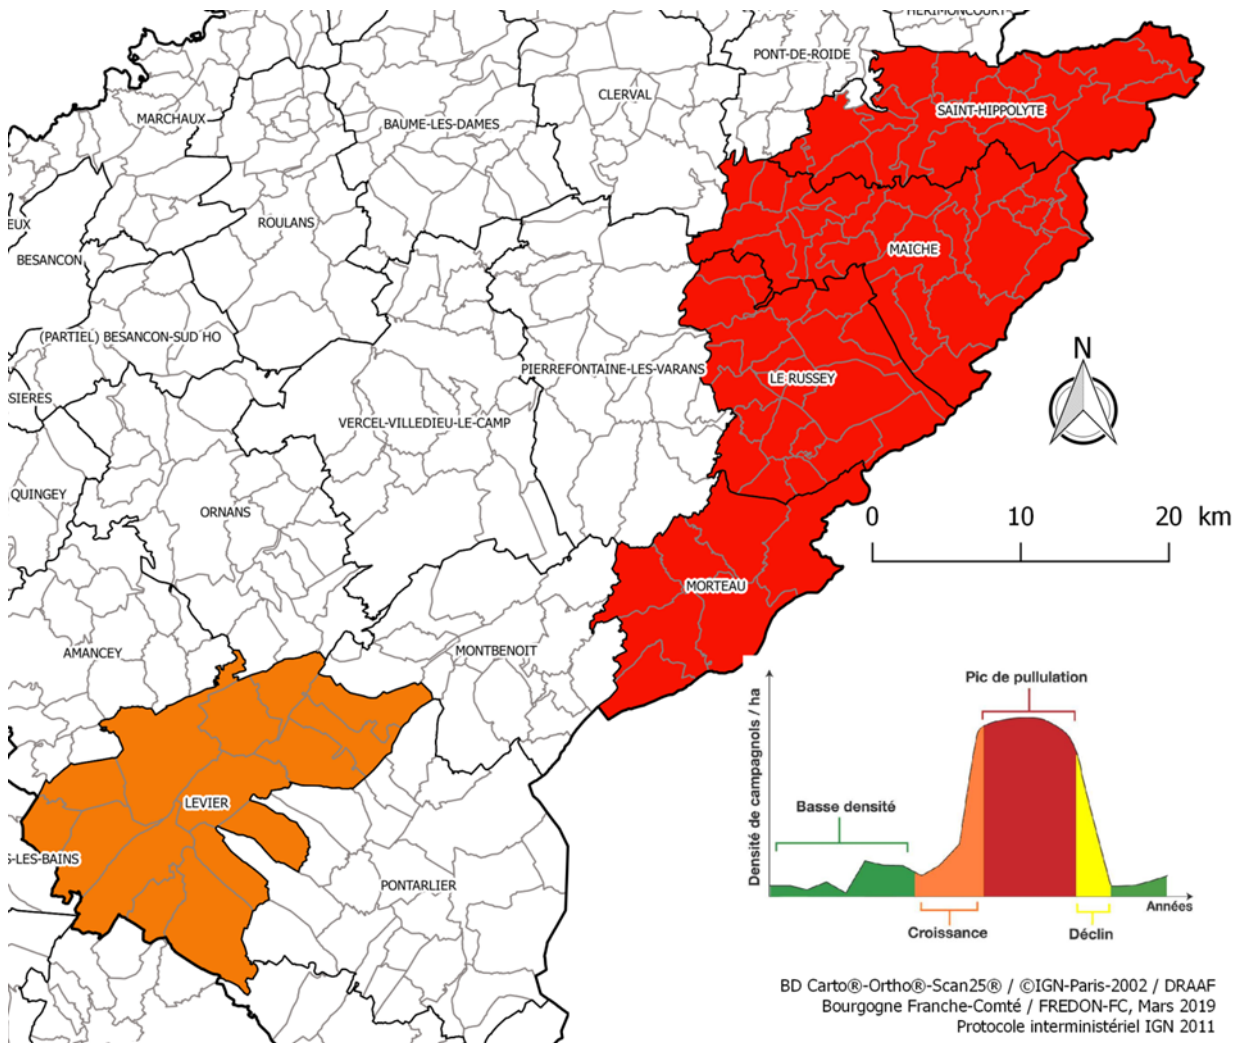 HERIMONCOURT
PONT-DE-ROIDE
CLERVAL
SAINT-HIPPOLYTE
MARCHAUX
BAUME-LES-DAMES
EUX
ROULANS
BESANCON
MAICHE
(PARTIEL) BESANCON-SUD HO
N
PIERREFONTAINE-LES-VARANS
LE RUSSEY
SIERES
VERCEL-VILLEDIEU-LE-CAMP
QUINGEY
ORNANS
0 10 20 km
MORTEAU
AMANCEY
MONTBENOIT
Pic de pullulation
Densité de campagnols / ha
LEVIER
Basse densité
S-LES-BAINS
PONTARLIER
Années
Croissance
Déclin
BD Carto®-Ortho®-Scan25® / ©IGN-Paris-2002 / DRAAF
Bourgogne Franche-Comté / FREDON-FC, Mars 2019
Protocole interministériel IGN 2011